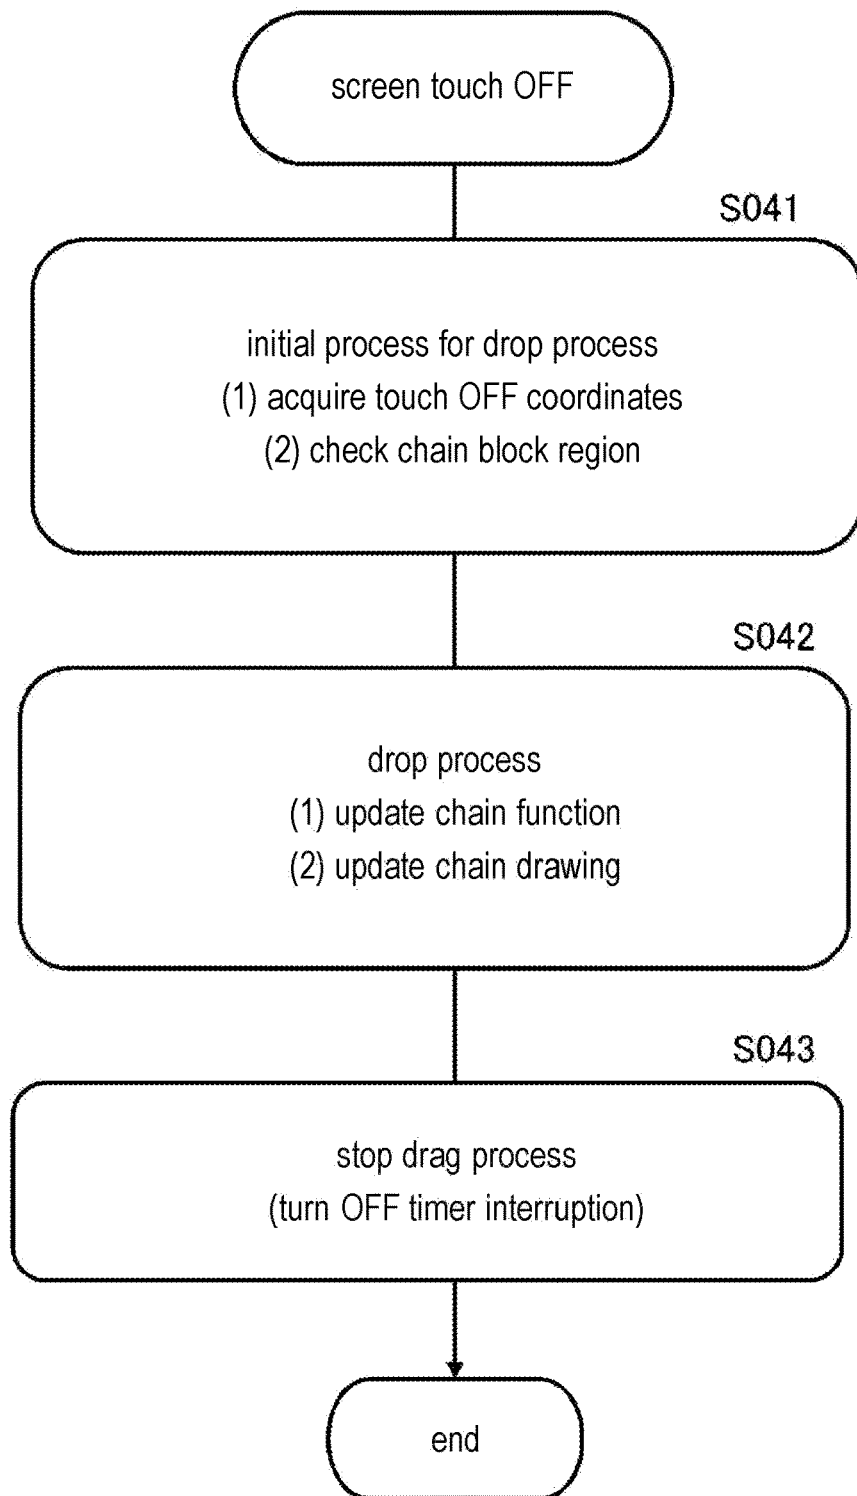 screen touch OFF
S041
initial process for drop process
(1) acquire touch OFF coordinates
(2) check chain block region
S042
drop process
(1) update chain function
(2) update chain drawing
S043
stop drag process
(turn OFF timer interruption)
end